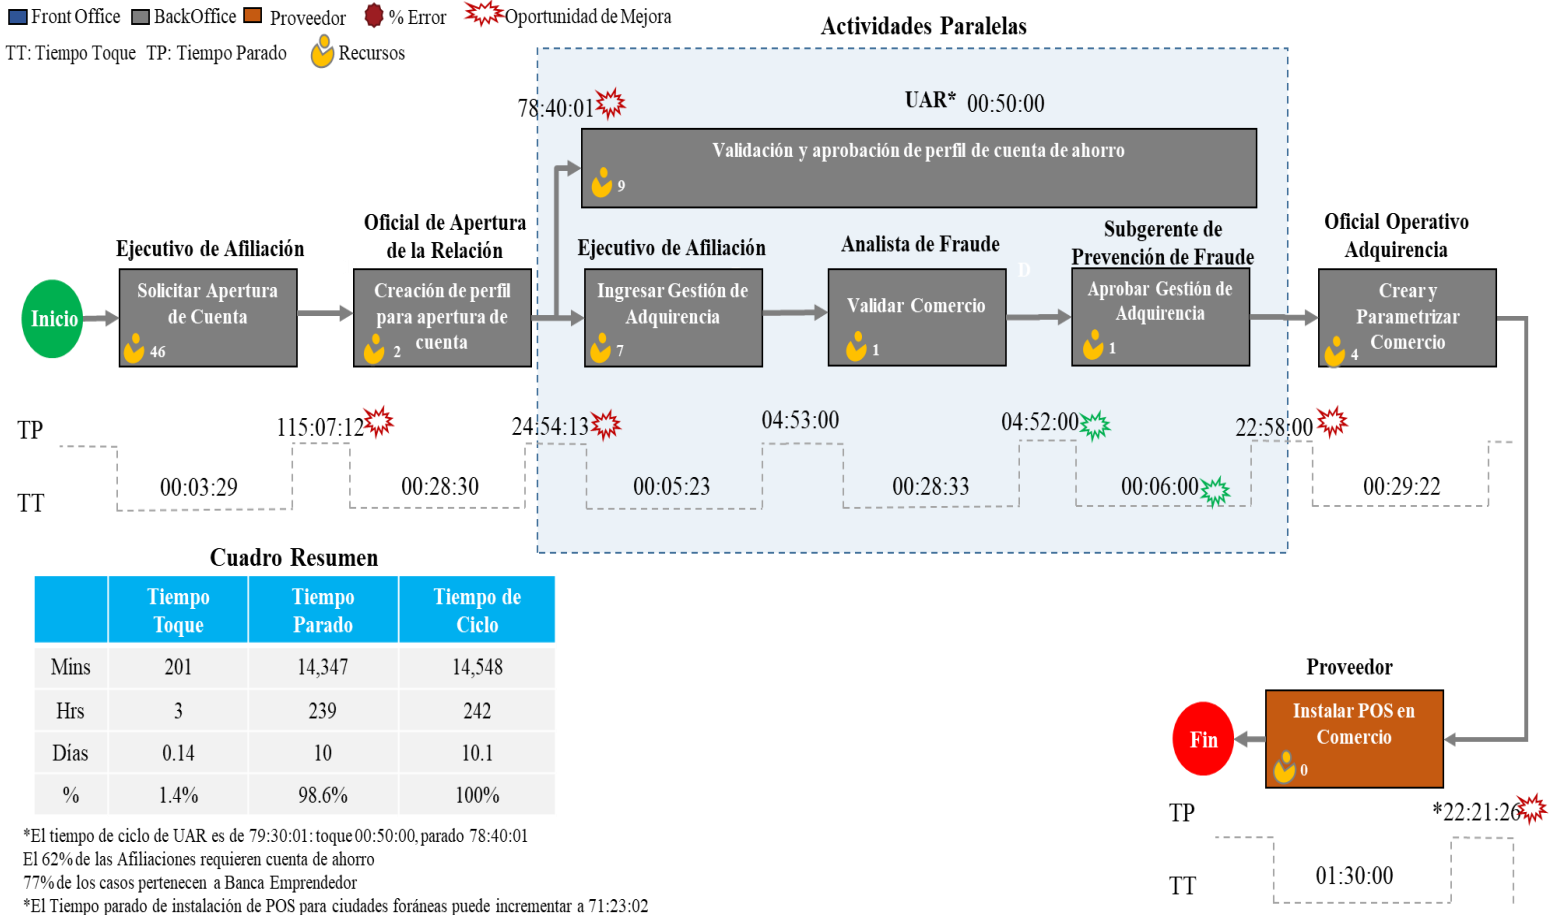 Front Office BackOffice Proveedor % Error Oportunidad de Mejora
TT: Tiempo Toque TP: Tiempo Parado Recursos
Actividades Paralelas
78:40:01
UAR* 00:50:00
Validación y aprobación de perfil de cuenta de ahorro
9
Ejecutivo de Afiliación
Oficial de Apertura
de la Relación
Ejecutivo de Afiliación
Analista de Fraude
Subgerente de
Prevención de Fraude
Oficial Operativo
Adquirencia
Inicio
Solicitar Apertura
de Cuenta
46
Creación de perfil
para apertura de
cuenta
2
Ingresar Gestión de
Adquirencia
7
Validar Comercio
1
D
Aprobar Gestión de
Adquirencia
1
Crear y
Parametrizar
Comercio
4
TP
115:07:12
24:54:13
04:53:00
04:52:00
22:58:00
TT
00:03:29
00:28:30
00:05:23
00:28:33
00:06:00
00:29:22
Cuadro Resumen
Tiempo
Toque
Tiempo
Parado
Tiempo de
Ciclo
Mins 201 14,347 14,548
Hrs 3 239 242
Días 0.14 10 10.1
% 1.4% 98.6% 100%
*El tiempo de ciclo de UAR es de 79:30:01: toque 00:50:00, parado 78:40:01
El 62% de las Afiliaciones requieren cuenta de ahorro
77% de los casos pertenecen a Banca Emprendedor
*El Tiempo parado de instalación de POS para ciudades foráneas puede incrementar a 71:23:02
Proveedor
Instalar POS en
Comercio
0
Fin
TP
*22:21:26
TT
01:30:00